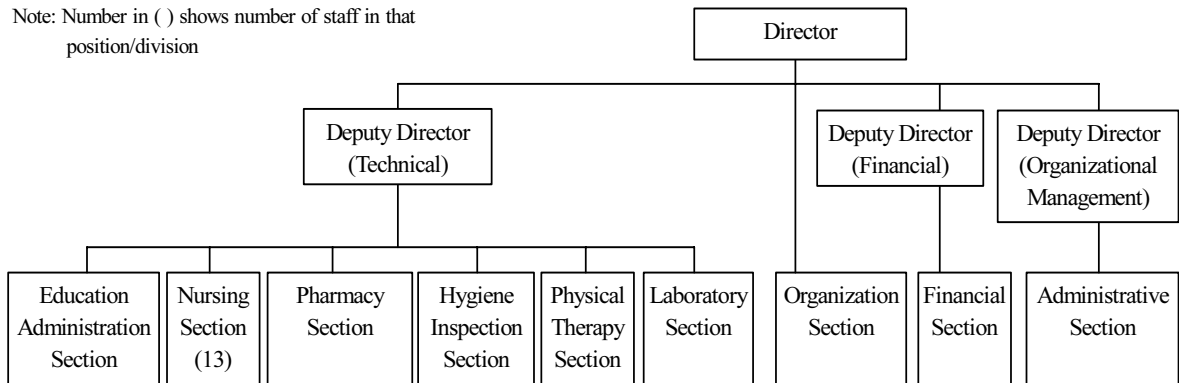 Note: Number in ( ) shows number of staff in that
position/division
Director
Deputy Director
(Technical)
Deputy Director
(Financial)
Deputy Director
(Organizational
Management)
Education
Administration
Section
Nursing
Section
(13)
Pharmacy
Section
Hygiene
Inspection
Section
Physical
Therapy
Section
Laboratory
Section
Organization
Section
Financial
Section
Administrative
Section